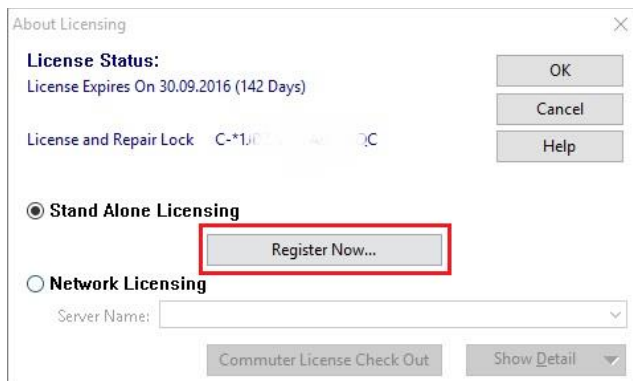 About Licensing
License Status:
License Expires On 30.09.2016 (142 Days)
OK
Cancel
License and Repair Lock
Help
Stand Alone Licensing
Register Now...
Network Licensing
Server Name:
Commuter License Check Out
Show Detail